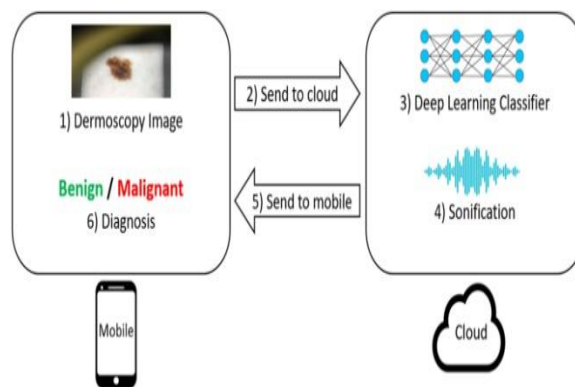 1) Dermoscopy Image
2) Send to cloud
3) Deep Learning Classifier
4) Sonification
5) Send to mobile
Benign / Malignant
6) Diagnosis
Mobile
Cloud